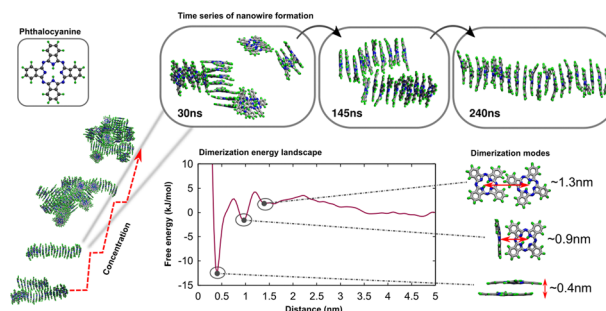 Time series of nanowire formation
Phthalocyanine
30ns
145ns
240ns
Concentration
Dimerization energy landscape
Free energy (kJ/mol)
10
5
0
-5
-10
-15
0 0.5 1 1.5 2 2.5 3 3.5 4 4.5 5
Distance (nm)
Dimerization modes
~1.3nm
~0.9nm
~0.4nm